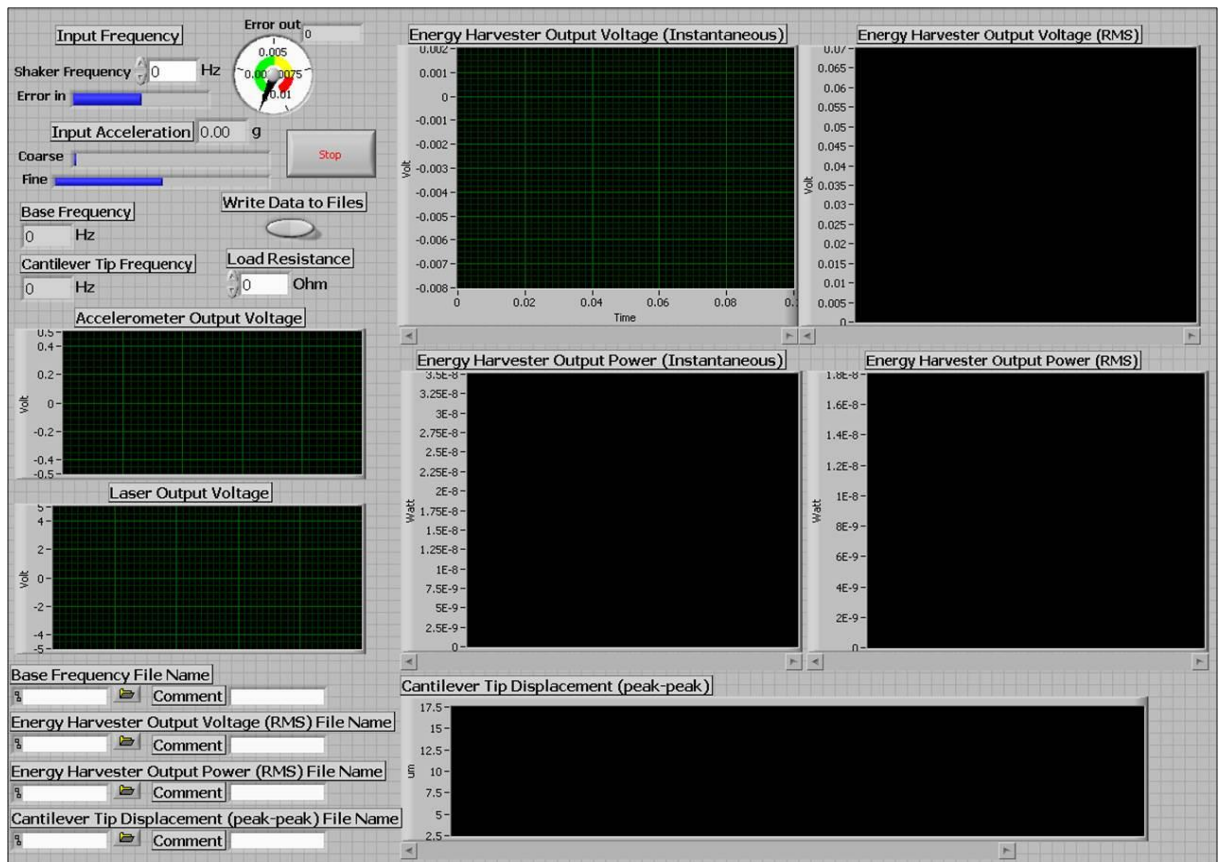 Input Frequency
Error out
0
Shaker Frequency 0 Hz
0.005
0.0075
0.01
Error in
Input Acceleration 0.00 g
Coarse
Fine
Stop
Base Frequency
0 Hz
Write Data to Files
Cantilever Tip Frequency
0 Hz
Load Resistance
0 Ohm
Accelerometer Output Voltage
Volt
0.5
0.4
0.2
0
-0.2
-0.4
-0.5
Laser Output Voltage
Volt
5
4
2
0
-2
-4
-5
Base Frequency File Name
Comment
Energy Harvester Output Voltage (RMS) File Name
Comment
Energy Harvester Output Power (RMS) File Name
Comment
Cantilever Tip Displacement (peak-peak) File Name
Comment
Energy Harvester Output Voltage (Instantaneous)
Volt
0.002
0.001
0
-0.001
-0.002
-0.003
-0.004
-0.005
-0.006
-0.007
-0.008
0 0.02 0.04 0.06 0.08
Time
Energy Harvester Output Voltage (RMS)
Volt
0.07
0.065
0.06
0.055
0.05
0.045
0.04
0.035
0.03
0.025
0.02
0.015
0.01
0.005
0
Energy Harvester Output Power (Instantaneous)
Watt
3.5E-8
3.25E-8
3E-8
2.75E-8
2.5E-8
2.25E-8
2E-8
1.75E-8
1.5E-8
1.25E-8
1E-8
7.5E-9
5E-9
2.5E-9
0
Energy Harvester Output Power (RMS)
Watt
1.8E-8
1.6E-8
1.4E-8
1.2E-8
1E-8
8E-9
6E-9
4E-9
2E-9
0
Cantilever Tip Displacement (peak-peak)
um
17.5
15
12.5
10
7.5
5
2.5